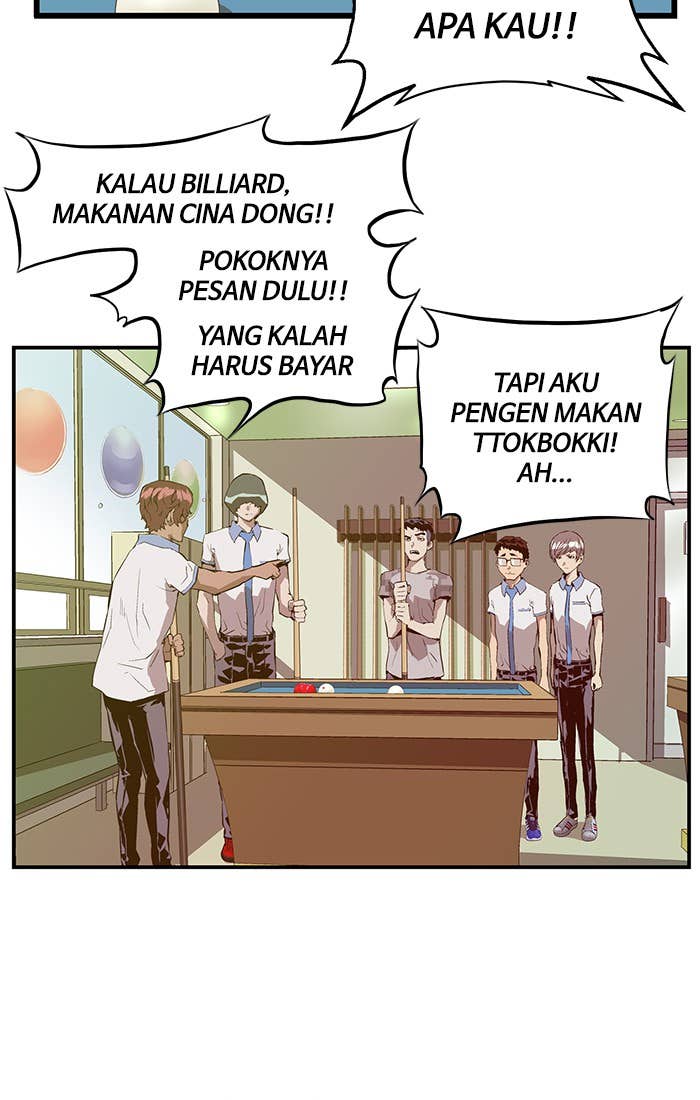 APA KAU!!
KALAU BILLIARD,
MAKANAN CINA DONG!!
POKOKNYA
PESAN DULU!!
YANG KALAH
HARUS BAYAR
TAPI AKU
PENGEN MAKAN
TTOKBOKKI!
AH...